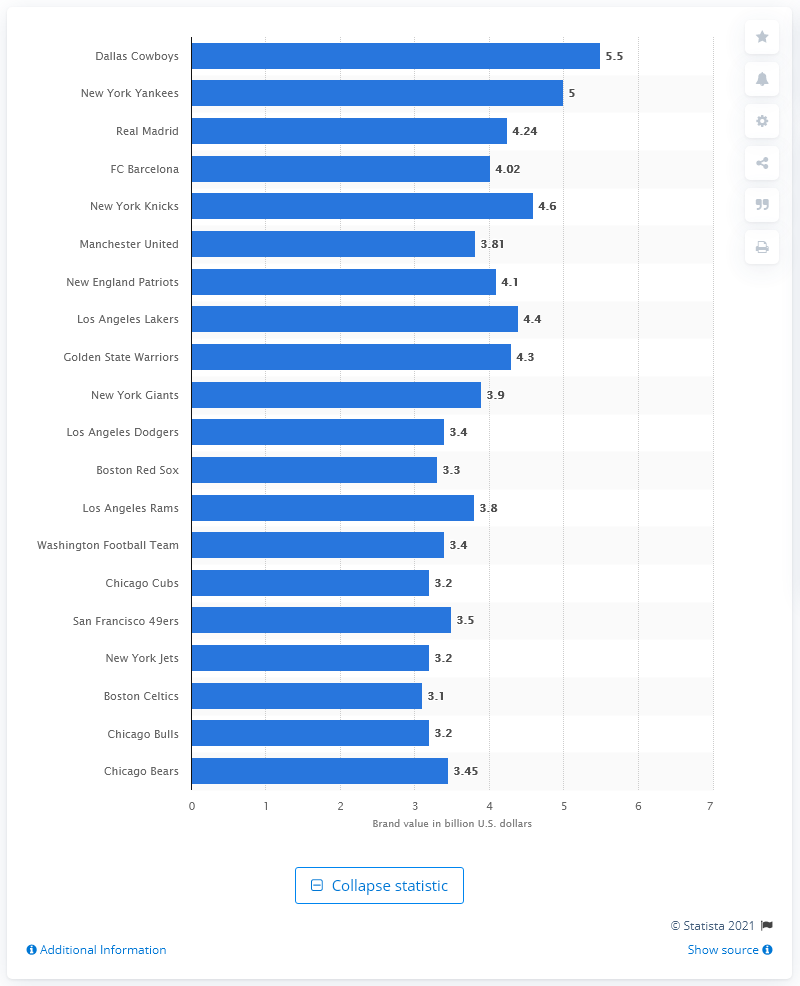 Dallas Cowboys 5.5
New York Yankees 5
Real Madrid 4.24
FC Barcelona 4.02
New York Knicks 4.6
Manchester United 3.81
New England Patriots 4.1
Los Angeles Lakers 4.4
Golden State Warriors 4.3
New York Giants 3.9
Los Angeles Dodgers 3.4
Boston Red Sox 3.3
Los Angeles Rams 3.8
Washington Football Team 3.4
Chicago Cubs 3.2
San Francisco 49ers 3.5
New York Jets 3.2
Boston Celtics 3.1
Chicago Bulls 3.2
Chicago Bears 3.45
0 1 2 3 4 5 6 7
Brand value in billion U.S. dollars
Collapse statistic
© Statista 2021
Additional Information Show source